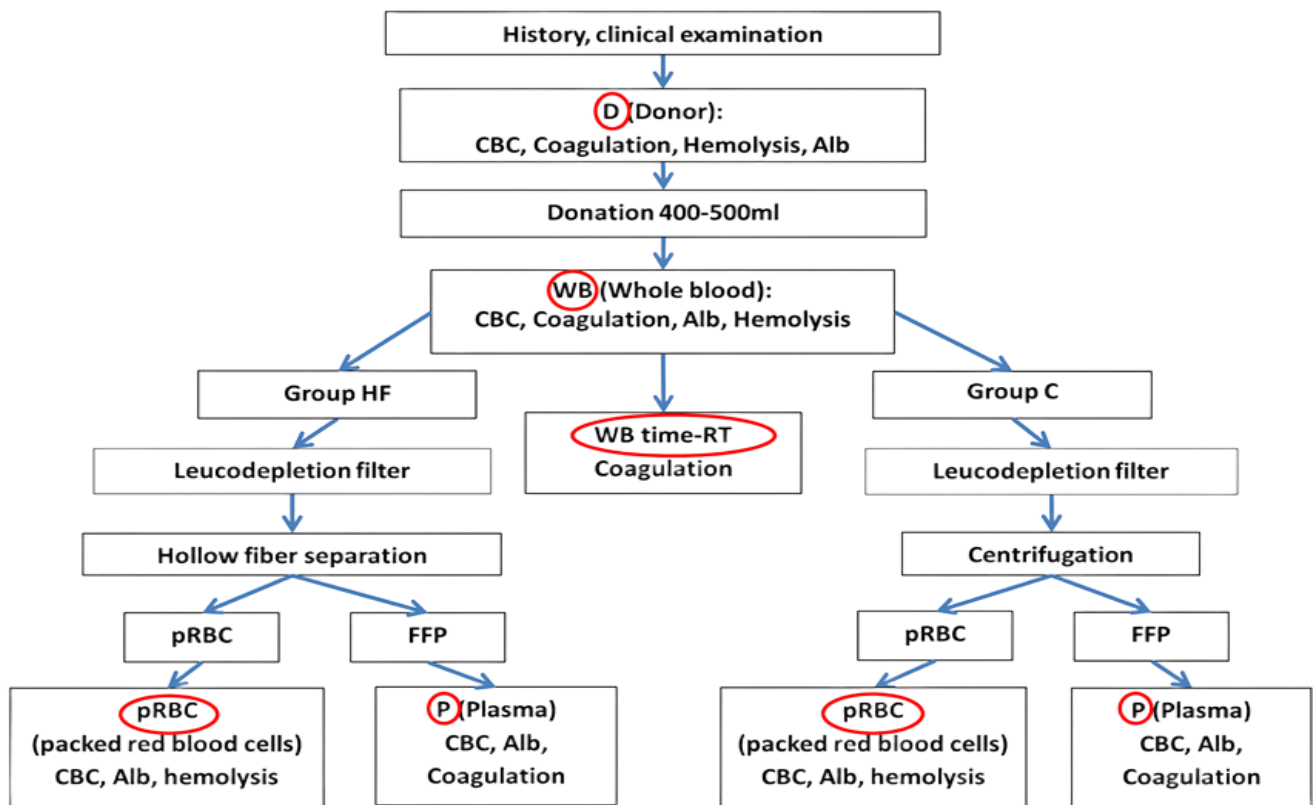 History, clinical examination
D (Donor):
CBC, Coagulation, Hemolysis, Alb
Donation 400-500ml
WB (Whole blood):
CBC, Coagulation, Alb, Hemolysis
Group HF
Leucodepletion filter
Hollow fiber separation
pRBC
FFP
pRBC
(packed red blood cells)
CBC, Alb, hemolysis
P (Plasma)
CBC, Alb,
Coagulation
WB time-RT
Coagulation
Group C
Leucodepletion filter
Centrifugation
pRBC
FFP
pRBC
(packed red blood cells)
CBC, Alb, hemolysis
P (Plasma)
CBC, Alb,
Coagulation